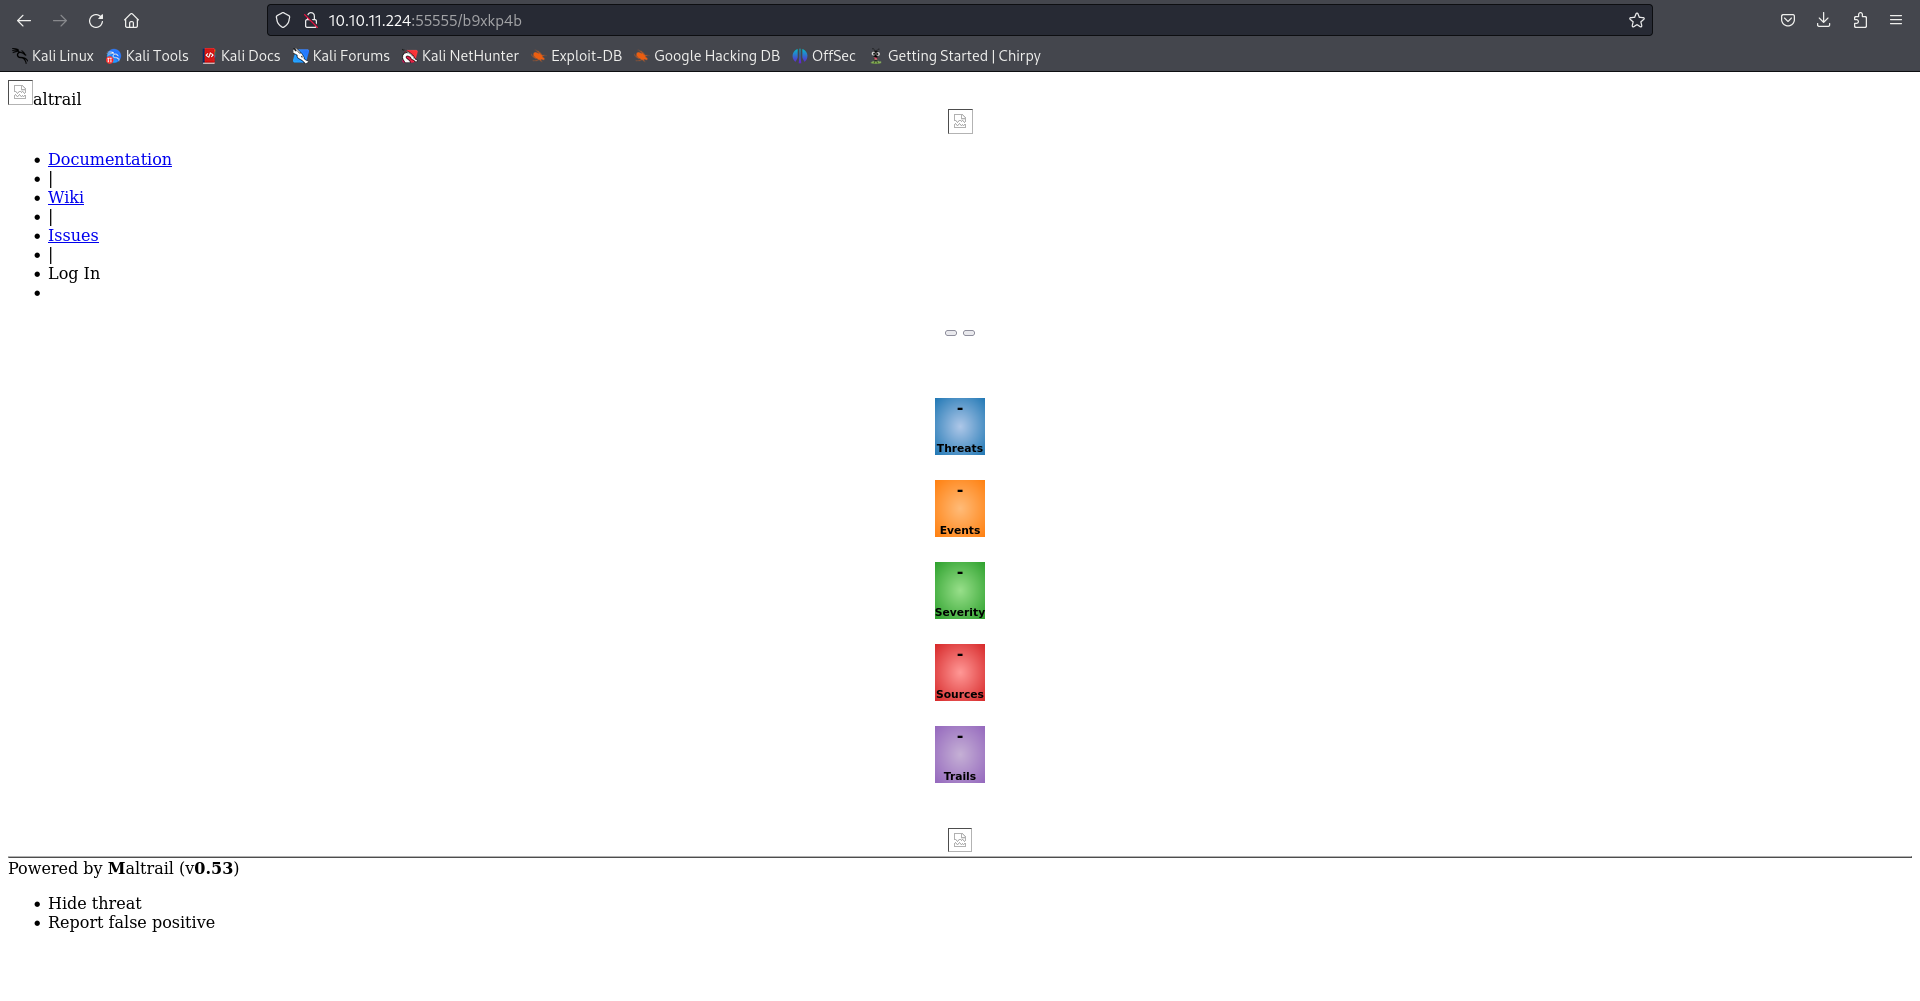 10.10.11.224:55555/b9xkp4b
Kali Linux Kali Tools Kali Docs Kali Forums Kali NetHunter Exploit-DB Google Hacking DB OffSec Getting Started | Chirpy
altrail
Documentation
|
Wiki
|
Issues
|
Log In
-
Threats
-
Events
-
Severity
-
Sources
-
Trails
Powered by Maltrail (v0.53)
Hide threat
Report false positive